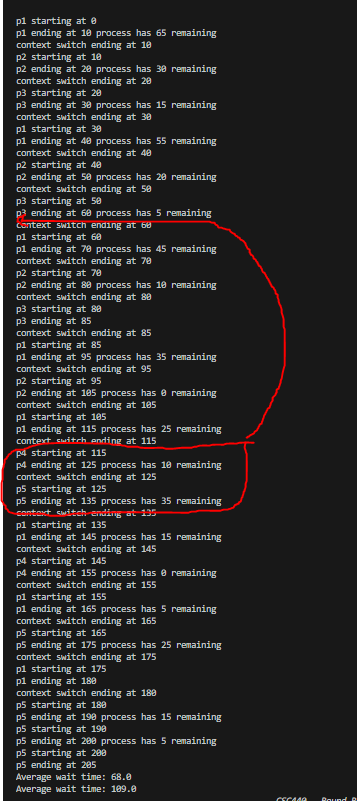 p1 starting at 0
p1 ending at 10 process has 65 remaining
context switch ending at 10
p2 starting at 10
p2 ending at 20 process has 30 remaining
context switch ending at 20
p3 starting at 20
p3 ending at 30 process has 15 remaining
context switch ending at 30
p1 starting at 30
p1 ending at 40 process has 55 remaining
context switch ending at 40
p2 starting at 40
p2 ending at 50 process has 20 remaining
context switch ending at 50
p3 starting at 50
p3 ending at 60 process has 5 remaining
context switch ending at 60
p1 starting at 60
p1 ending at 70 process has 45 remaining
context switch ending at 70
p2 starting at 70
p2 ending at 80 process has 10 remaining
context switch ending at 80
p3 starting at 80
p3 ending at 85
context switch ending at 85
p1 starting at 85
p1 ending at 95 process has 35 remaining
context switch ending at 95
p2 starting at 95
p2 ending at 105 process has 0 remaining
context switch ending at 105
p1 starting at 105
p1 ending at 115 process has 25 remaining
context switch ending at 115
p4 starting at 115
p4 ending at 125 process has 10 remaining
context switch ending at 125
p5 starting at 125
p5 ending at 135 process has 35 remaining
context switch ending at 135
p1 starting at 135
p1 ending at 145 process has 15 remaining
context switch ending at 145
p4 starting at 145
p4 ending at 155 process has 0 remaining
context switch ending at 155
p1 starting at 155
p1 ending at 165 process has 5 remaining
context switch ending at 165
p5 starting at 165
p5 ending at 175 process has 25 remaining
context switch ending at 175
p1 starting at 175
p1 ending at 180
context switch ending at 180
p5 starting at 180
p5 ending at 190 process has 15 remaining
p5 starting at 190
p5 ending at 200 process has 5 remaining
p5 starting at 200
p5 ending at 205
Average wait time: 68.0
Average wait time: 109.0